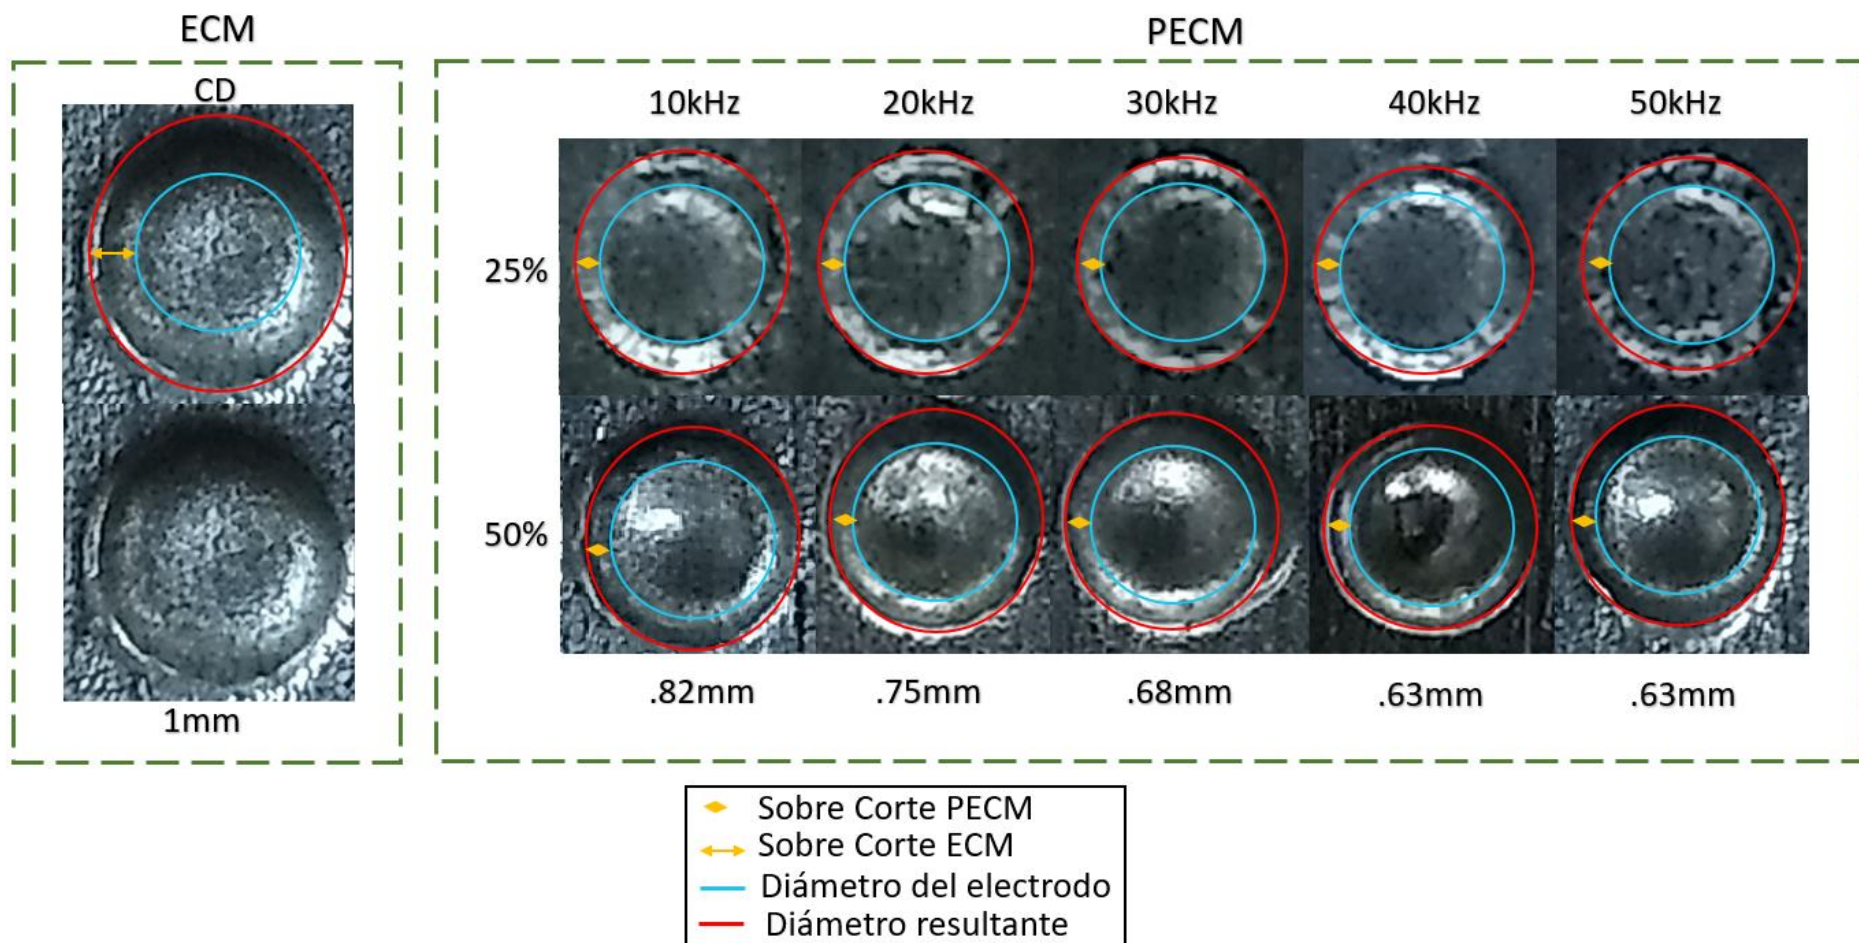 ECM
CD
1mm
PECM
10kHz 20kHz 30kHz 40kHz 50kHz
25%
50%
.82mm .75mm .68mm .63mm .63mm
Sobre Corte PECM
Sobre Corte ECM
Diámetro del electrodo
Diámetro resultante